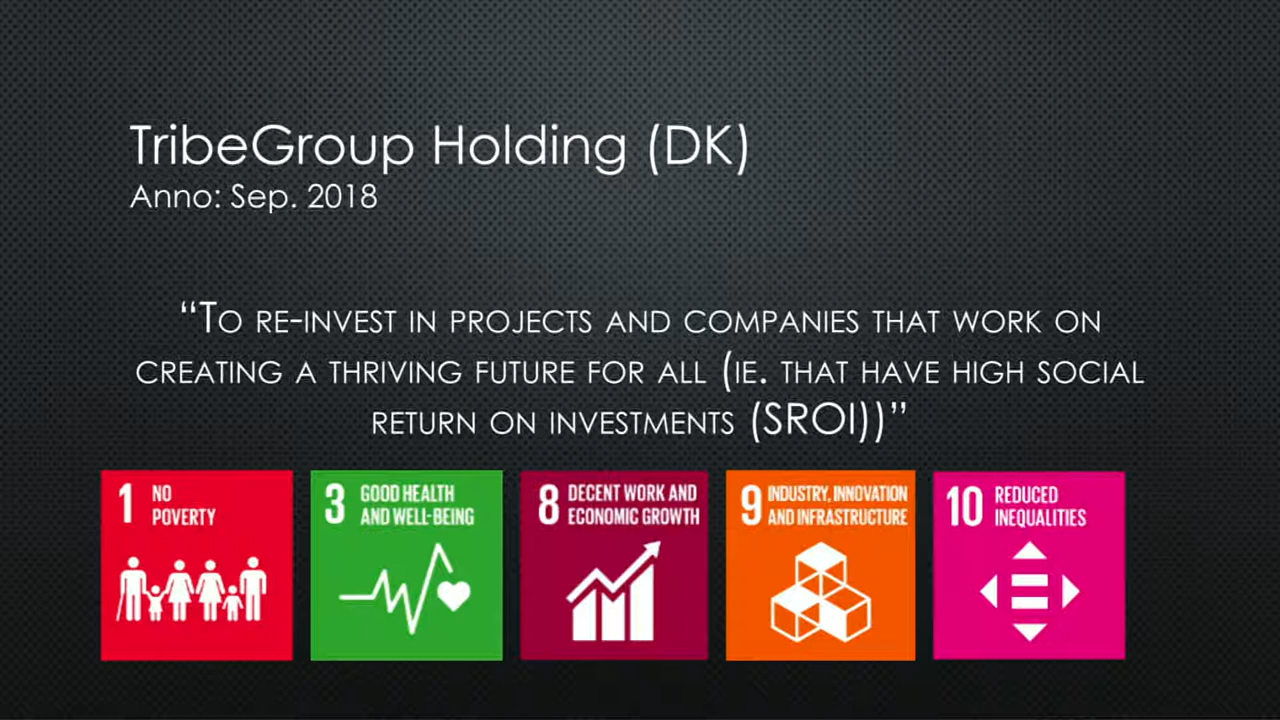 TribeGroup Holding (DK)
Anno: Sep. 2018
“To re-invest in projects and companies that work on
creating a thriving future for all (ie. that have high social
return on investments (SROI))”
1 NO
POVERTY
3 GOOD HEALTH
AND WELL-BEING
8 DECENT WORK AND
ECONOMIC GROWTH
9 INDUSTRY, INNOVATION
AND INFRASTRUCTURE
10 REDUCED
INEQUALITIES